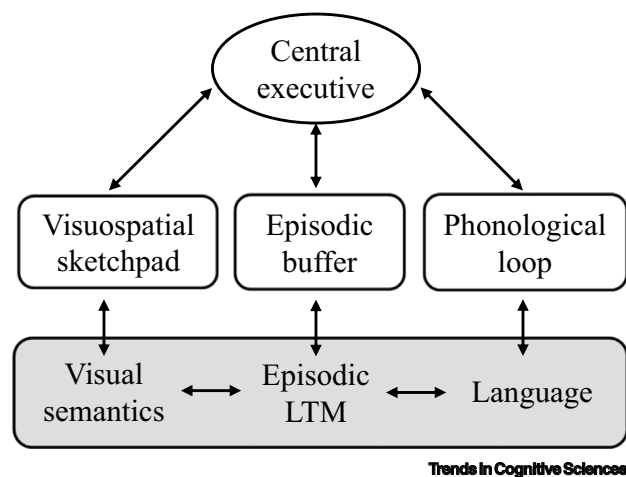 Central
executive
Visuospatial
sketchpad
Episodic
buffer
Phonological
loop
Visual
semantics
Episodic
LTM
Language
Trends in Cognitive Sciences